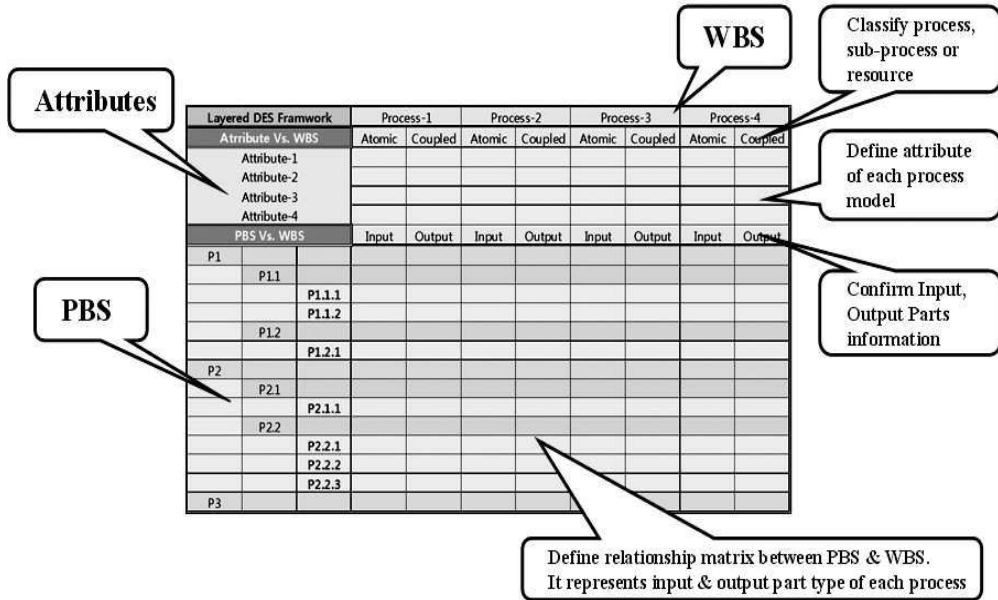 WBS
Classify process,
sub-process or
resource
Attributes
Layered DES Framwork Process-1 Process-2 Process-3 Process-4
Atrribute Vs. WBS Atomic Coupled Atomic Coupled Atomic Coupled Atomic Coupled
Attribute-1
Attribute-2
Attribute-3
Attribute-4
Define attribute
of each process
model
PBS Vs. WBS Input Output Input Output Input Output Input Output
P1
P1.1
P1.1.1
P1.1.2
P1.2
P1.2.1
P2
P2.1
P2.1.1
P2.2
P2.2.1
P2.2.2
P2.2.3
P3
PBS
Confirm Input,
Output Parts
information
Define relationship matrix between PBS & WBS.
It represents input & output part type of each process